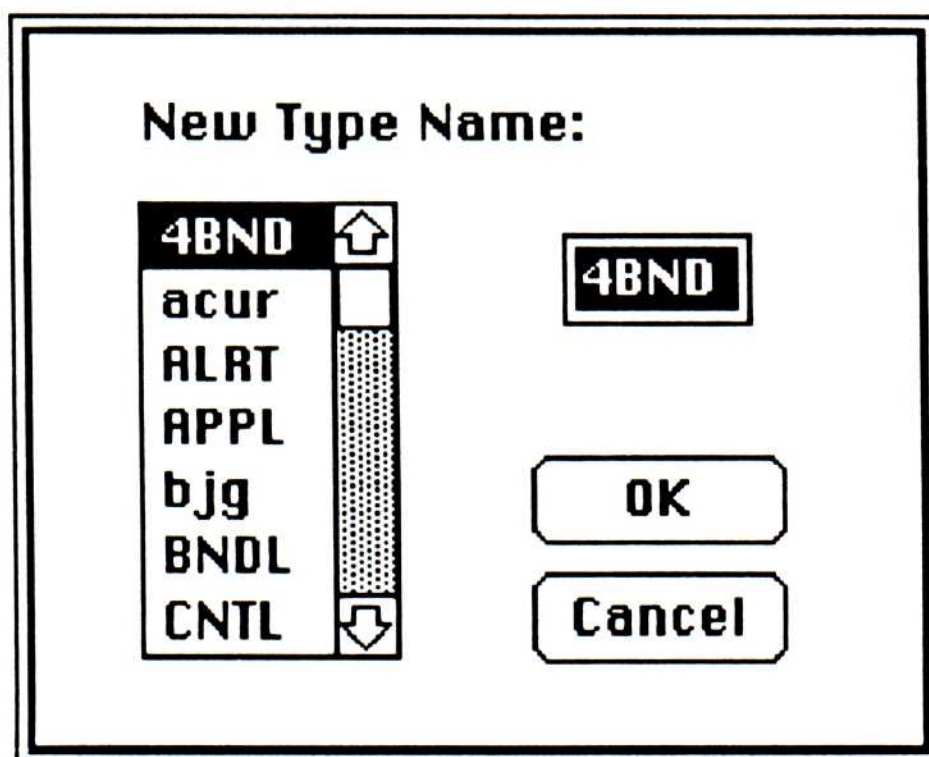 New Type Name:
4BND
acur
ALRT
APPL
bjg
BNDL
CNTL
4BND
OK
Cancel